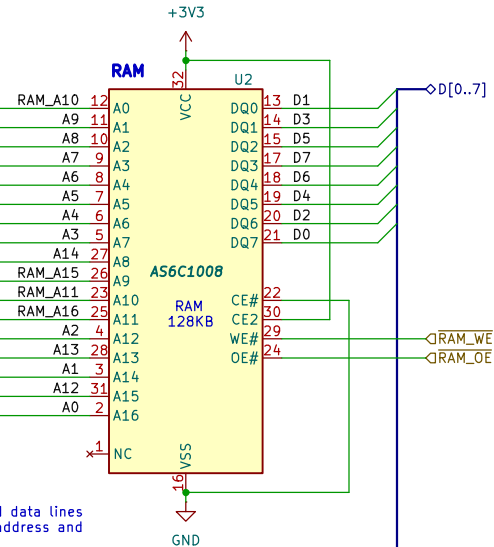 +3V3
RAM
U2
32
VCC
RAM_A10 12 A0 DQ0 13 D1
A9 11 A1 DQ1 14 D3
A8 10 A2 DQ2 15 D5
A7 9 A3 DQ3 17 D7
A6 8 A4 DQ4 18 D6
A5 7 A5 DQ5 19 D4
A4 6 A6 DQ6 20 D2
A3 5 A7 DQ7 21 D0
D[0..7]
A14 27 A8
RAM_A15 26 A9
AS6C1008
RAM_A11 23 A10 CE# 22
RAM
128KB
RAM_A16 25 A11 CE2 30
A2 4 A12 WE# 29 RAM_WE
A13 28 A13 OE# 24 RAM_OE
A1 3 A14
A12 31 A15
A0 2 A16
1 NC
VSS
16
data lines
address and
GND